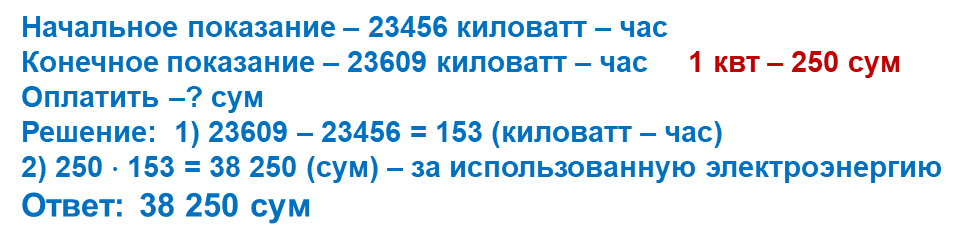 Начальное показание – 23456 киловатт – час
Конечное показание – 23609 киловатт – час 1 квт – 250 сум
Оплатить –? сум
Решение: 1) 23609 – 23456 = 153 (киловатт – час)
2) 250 · 153 = 38 250 (сум) – за использованную электроэнергию
Ответ: 38 250 сум